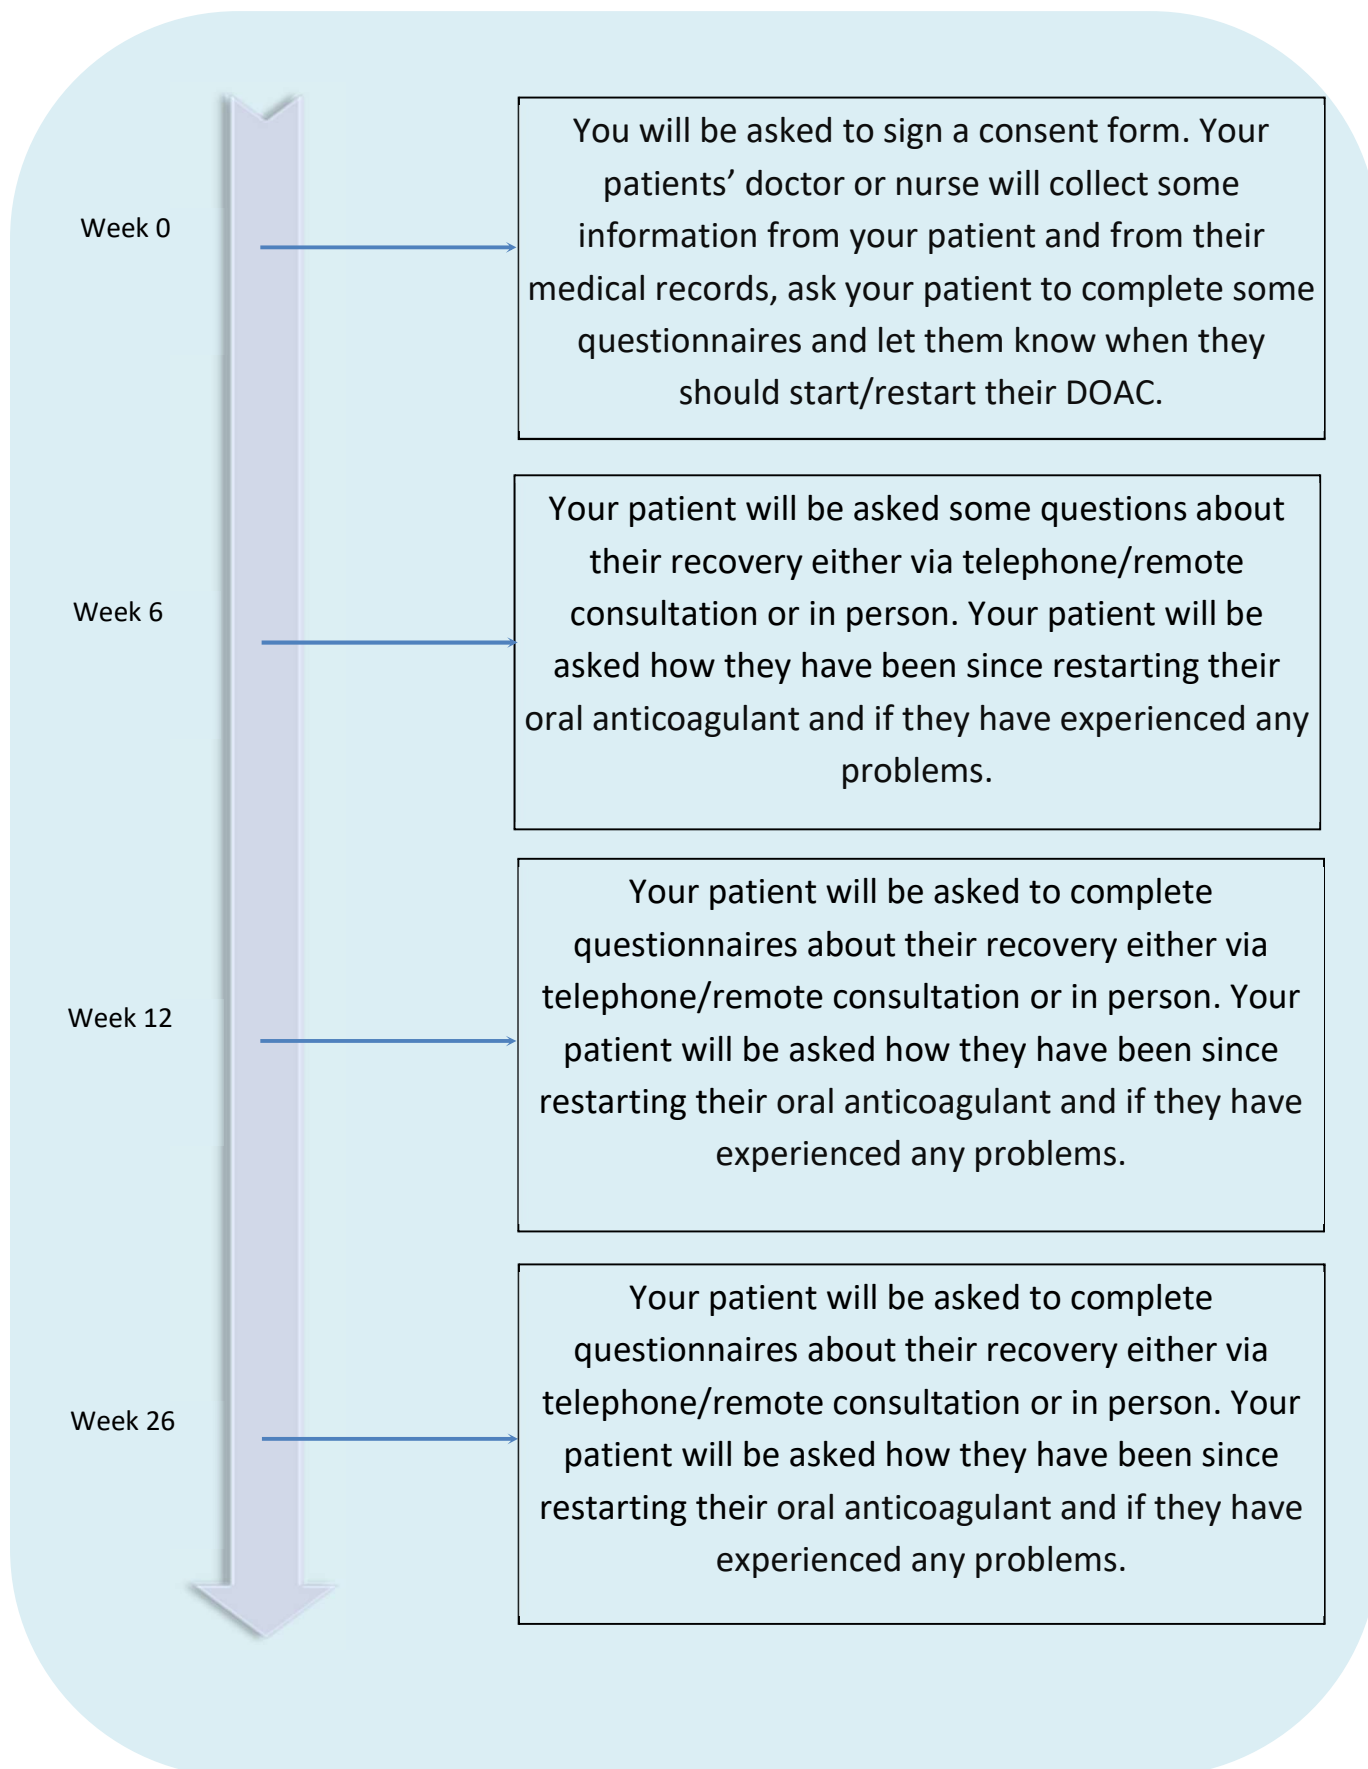 Week 0
You will be asked to sign a consent form. Your
patients’ doctor or nurse will collect some
information from your patient and from their
medical records, ask your patient to complete some
questionnaires and let them know when they
should start/restart their DOAC.
Week 6
Your patient will be asked some questions about
their recovery either via telephone/remote
consultation or in person. Your patient will be
asked how they have been since restarting their
oral anticoagulant and if they have experienced any
problems.
Week 12
Your patient will be asked to complete
questionnaires about their recovery either via
telephone/remote consultation or in person. Your
patient will be asked how they have been since
restarting their oral anticoagulant and if they have
experienced any problems.
Week 26
Your patient will be asked to complete
questionnaires about their recovery either via
telephone/remote consultation or in person. Your
patient will be asked how they have been since
restarting their oral anticoagulant and if they have
experienced any problems.